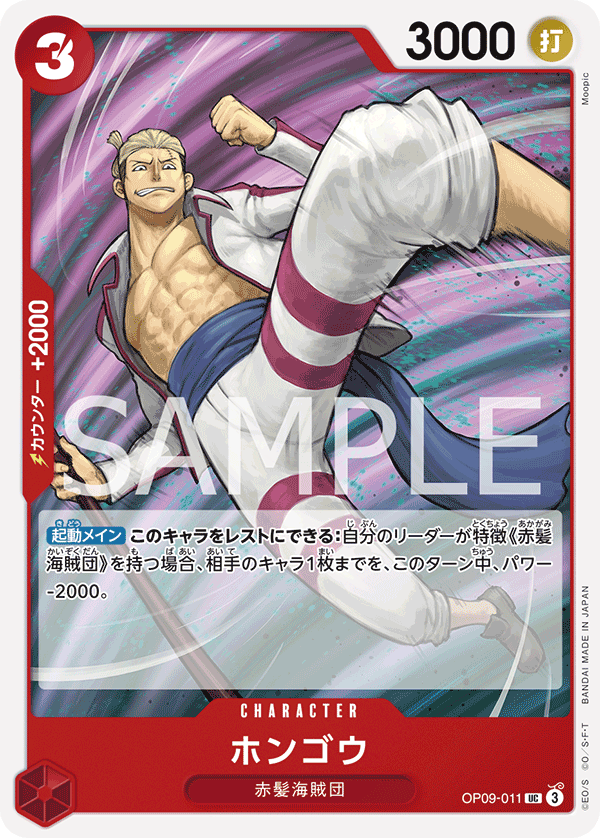 3
3000
打
Moopic
カウンター +2000
SAMPLE
起動メイン このキャラをレストにできる:自分のリーダーが特徴《赤髪
海賊団》を持つ場合、相手のキャラ1枚までを、このターン中、パワー
-2000。
CHARACTER
ホンゴウ
赤髪海賊団
OP09-011 UC 3
©E.O/S ©O/S・F・T BANDAI MADE IN JAPAN